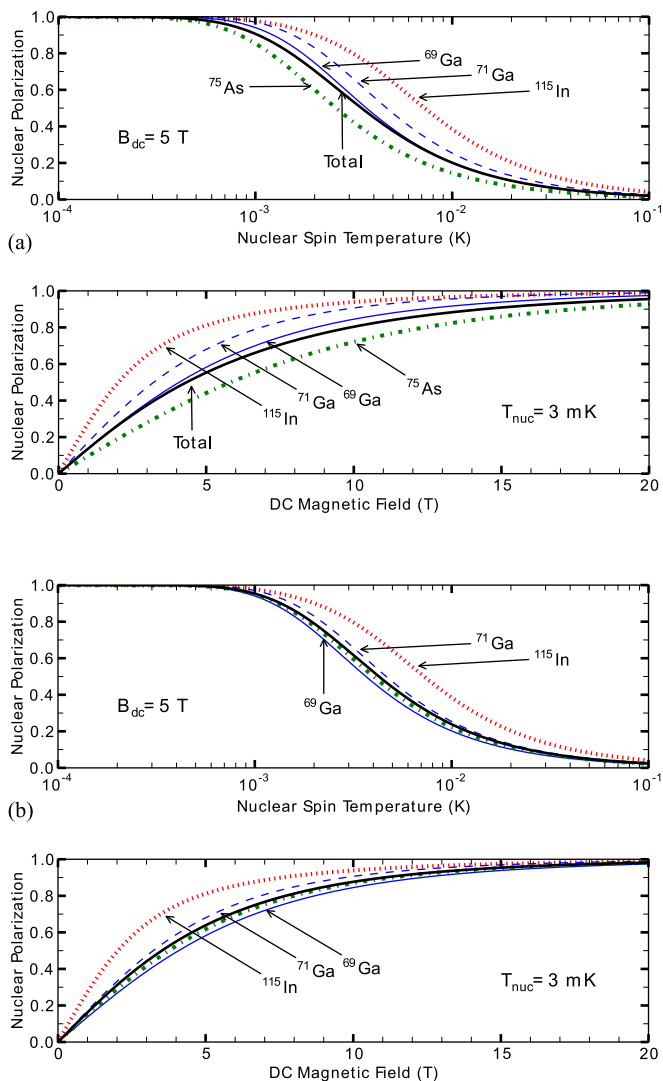 1.0
0.8
0.6
0.4
0.2
0.0
Nuclear Polarization
⁶⁹Ga
⁷¹Ga
⁷⁵As
¹¹⁵In
B_dc= 5 T
Total
10⁻⁴ 10⁻³ 10⁻² 10⁻¹
(a) Nuclear Spin Temperature (K)
1.0
0.8
0.6
0.4
0.2
0.0
Nuclear Polarization
¹¹⁵In ⁷¹Ga ⁶⁹Ga ⁷⁵As
Total
T_nuc= 3 mK
0 5 10 15 20
DC Magnetic Field (T)
1.0
0.8
0.6
0.4
0.2
0.0
Nuclear Polarization
⁷¹Ga
¹¹⁵In
B_dc= 5 T
⁶⁹Ga
10⁻⁴ 10⁻³ 10⁻² 10⁻¹
(b) Nuclear Spin Temperature (K)
1.0
0.8
0.6
0.4
0.2
0.0
Nuclear Polarization
¹¹⁵In ⁷¹Ga ⁶⁹Ga
T_nuc= 3 mK
0 5 10 15 20
DC Magnetic Field (T)